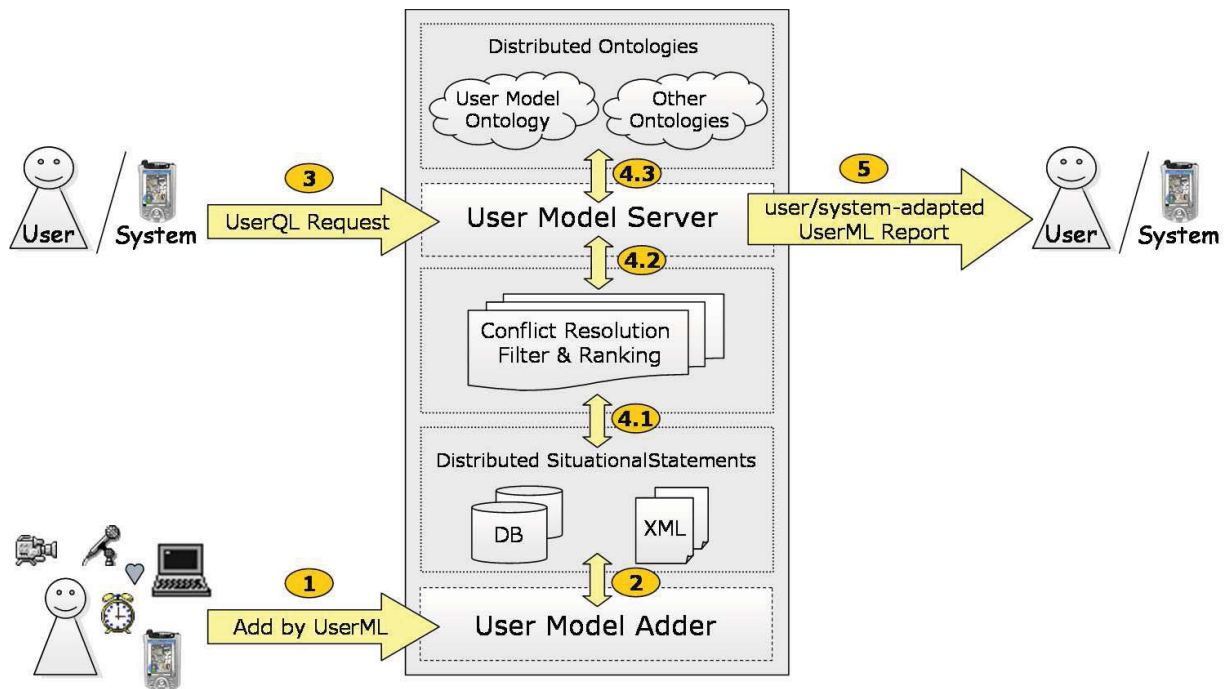 Distributed Ontologies
User Model
Ontology
Other
Ontologies
4.3
3
UserQL Request
User
System
User Model Server
5
user/system-adapted
UserML Report
User
System
4.2
Conflict Resolution
Filter & Ranking
4.1
Distributed SituationalStatements
DB
XML
1
Add by UserML
2
User Model Adder